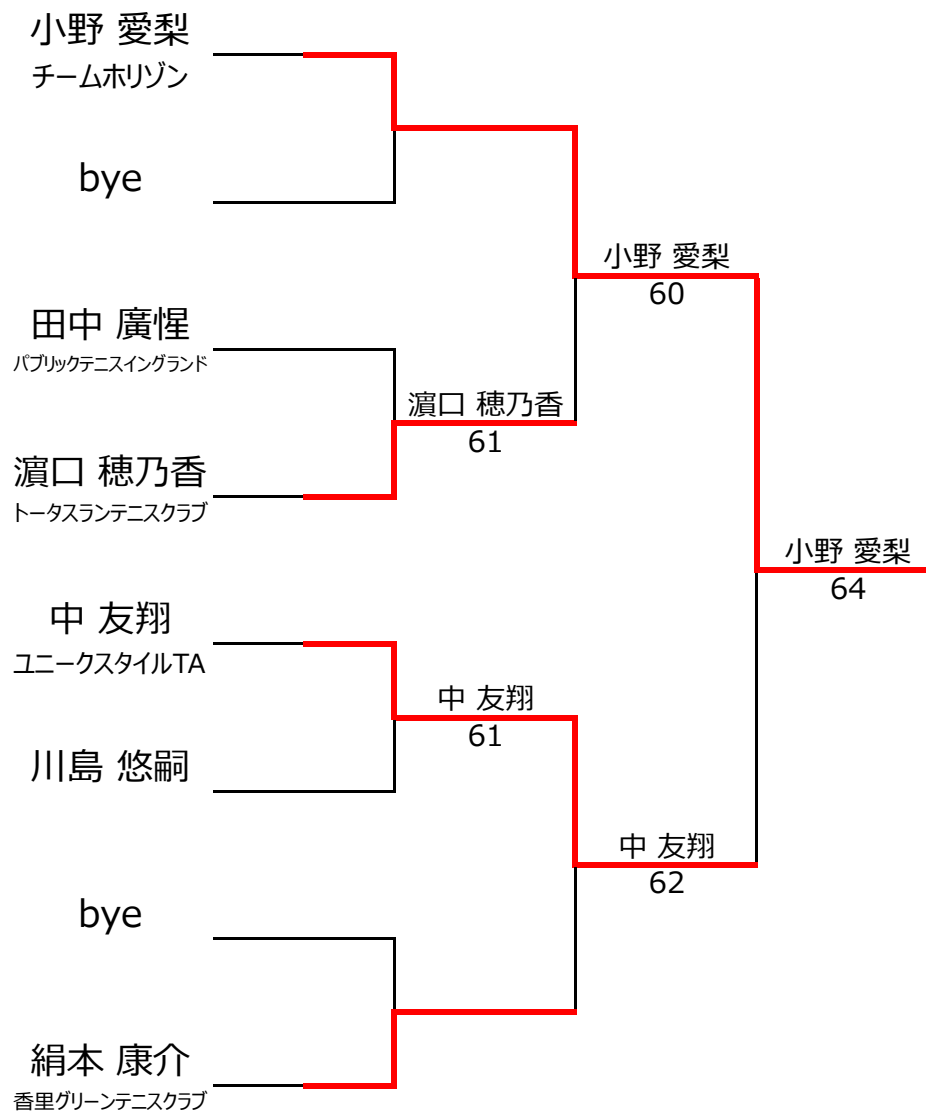 小野 愛梨
チームホリゾン
bye
小野 愛梨
60
田中 廣惺
パブリックテニスイングランド
濵口 穂乃香
61
濵口 穂乃香
トータスランテニスクラブ
小野 愛梨
64
中 友翔
ユニークスタイルTA
中 友翔
61
川島 悠嗣
中 友翔
62
bye
絹本 康介
香里グリーンテニスクラブ